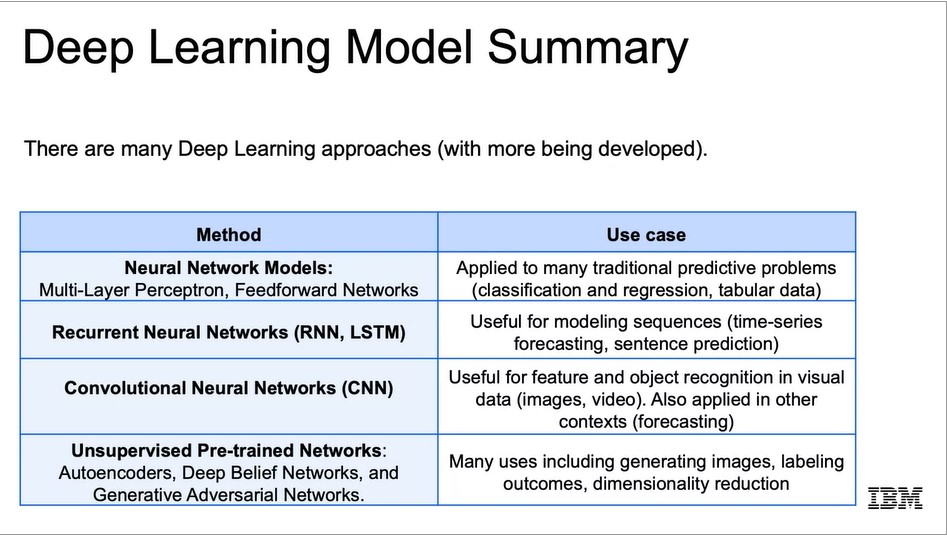 Deep Learning Model Summary
There are many Deep Learning approaches (with more being developed).
Method
Use case
Neural Network Models:
Multi-Layer Perceptron, Feedforward Networks
Applied to many traditional predictive problems
(classification and regression, tabular data)
Recurrent Neural Networks (RNN, LSTM)
Useful for modeling sequences (time-series
forecasting, sentence prediction)
Convolutional Neural Networks (CNN)
Useful for feature and object recognition in visual
data (images, video). Also applied in other
contexts (forecasting)
Unsupervised Pre-trained Networks:
Autoencoders, Deep Belief Networks, and
Generative Adversarial Networks.
Many uses including generating images, labeling
outcomes, dimensionality reduction
IBM